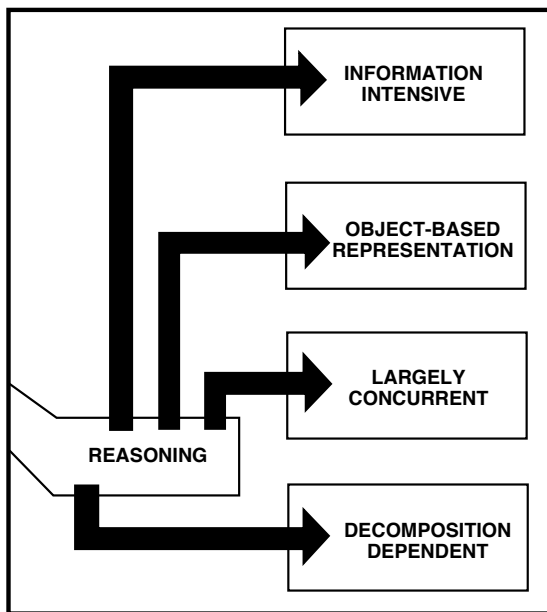 INFORMATION
INTENSIVE
OBJECT-BASED
REPRESENTATION
LARGELY
CONCURRENT
REASONING
DECOMPOSITION
DEPENDENT